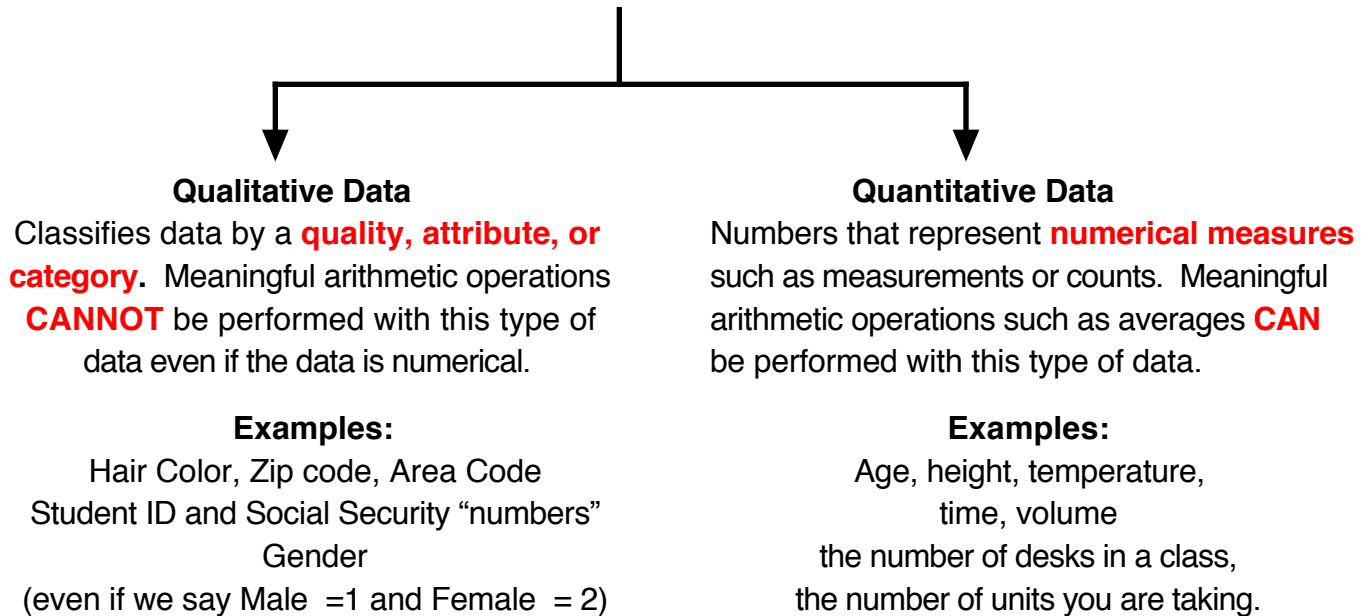 Qualitative Data
Classifies data by a quality, attribute, or
category.  Meaningful arithmetic operations
CANNOT be performed with this type of
data even if the data is numerical.
Examples:
Hair Color, Zip code, Area Code
Student ID and Social Security “numbers”
Gender
(even if we say Male  =1 and Female  = 2)
Quantitative Data
Numbers that represent numerical measures
such as measurements or counts.  Meaningful
arithmetic operations such as averages CAN
be performed with this type of data.
Examples:
Age, height, temperature,
time, volume
the number of desks in a class,
the number of units you are taking.